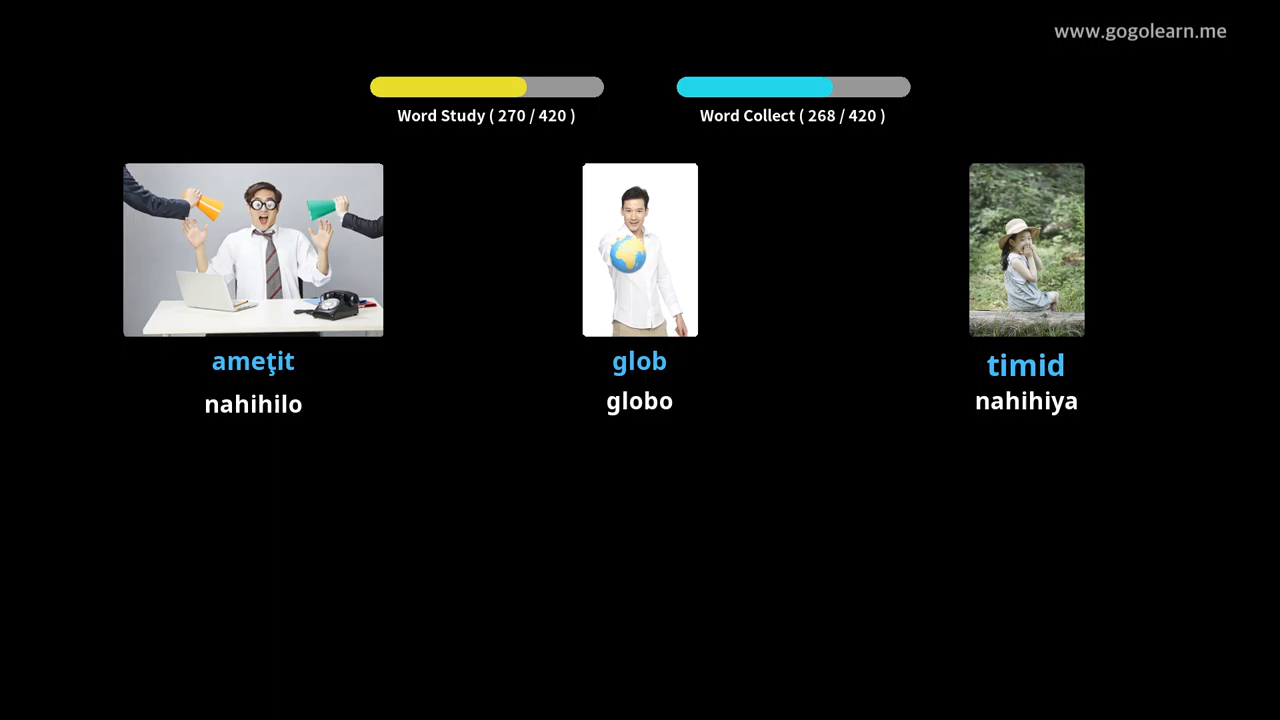 www.gogolearn.me
Word Study ( 270 / 420 )
Word Collect ( 268 / 420 )
ameţit
glob
timid
nahihilo
globo
nahihiya